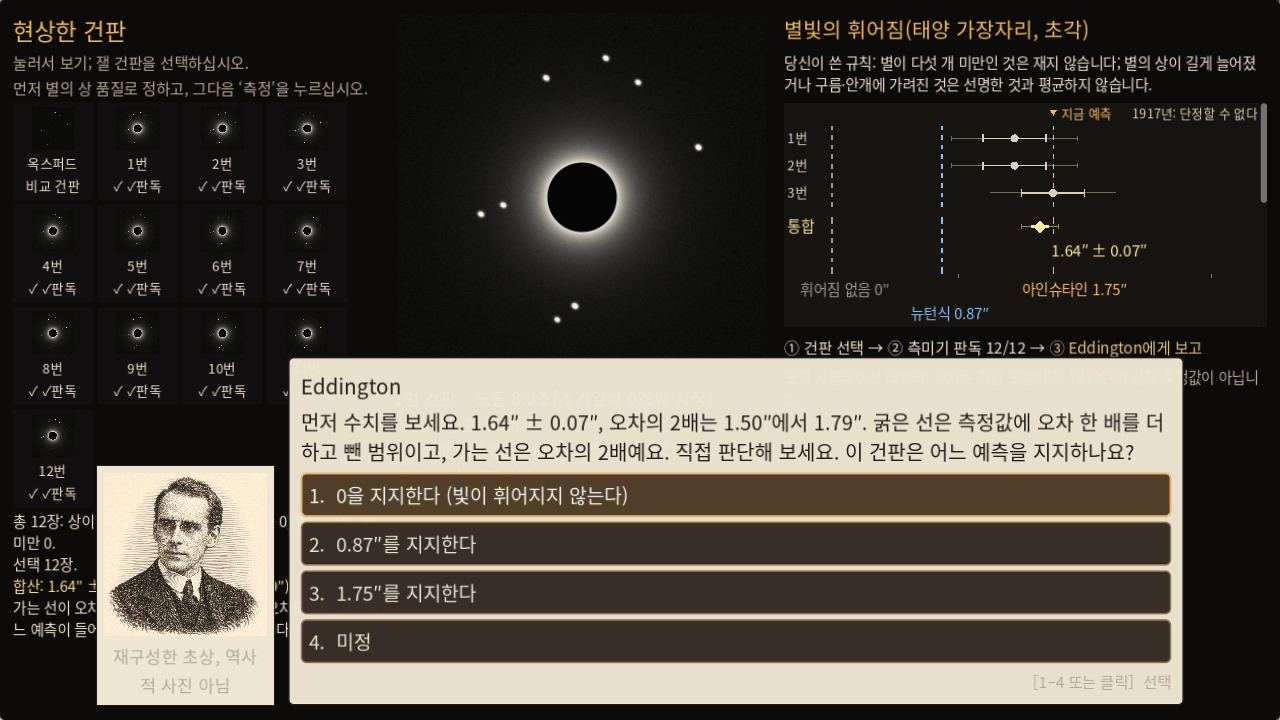 현상한 건판
눌러서 보기; 잴 건판을 선택하십시오.
먼저 별의 상 품질로 정하고, 그다음 ‘측정’을 누르십시오.
옥스퍼드
비교 건판
1번
✓ ✓판독
2번
✓ ✓판독
3번
✓ ✓판독
4번
✓ ✓판독
5번
✓ ✓판독
6번
✓ ✓판독
7번
✓ ✓판독
8번
✓ ✓판독
9번
✓ ✓판독
10번
✓ ✓판독
12번
✓ ✓판독
총 12장: 상이
미만 0.
선택 12장.
합산: 1.64″ ±
가는 선이 오차
느 예측이 들어
별빛의 휘어짐(태양 가장자리, 초각)
당신이 쓴 규칙: 별이 다섯 개 미만인 것은 재지 않습니다; 별의 상이 길게 늘어졌
거나 구름·안개에 가려진 것은 선명한 것과 평균하지 않습니다.
▼ 지금 예측 1917년: 단정할 수 없다
1번
2번
3번
통합
1.64″ ± 0.07″
휘어짐 없음 0″
아인슈타인 1.75″
뉴턴식 0.87″
① 건판 선택 → ② 측미기 판독 12/12 → ③ Eddington에게 보고
정값이 아닙니
Eddington
먼저 수치를 보세요. 1.64″ ± 0.07″, 오차의 2배는 1.50″에서 1.79″. 굵은 선은 측정값에 오차 한 배를 더
하고 뺀 범위이고, 가는 선은 오차의 2배예요. 직접 판단해 보세요. 이 건판은 어느 예측을 지지하나요?
1. 0을 지지한다 (빛이 휘어지지 않는다)
2. 0.87″를 지지한다
3. 1.75″를 지지한다
4. 미정
[1–4 또는 클릭] 선택
재구성한 초상, 역사
적 사진 아님